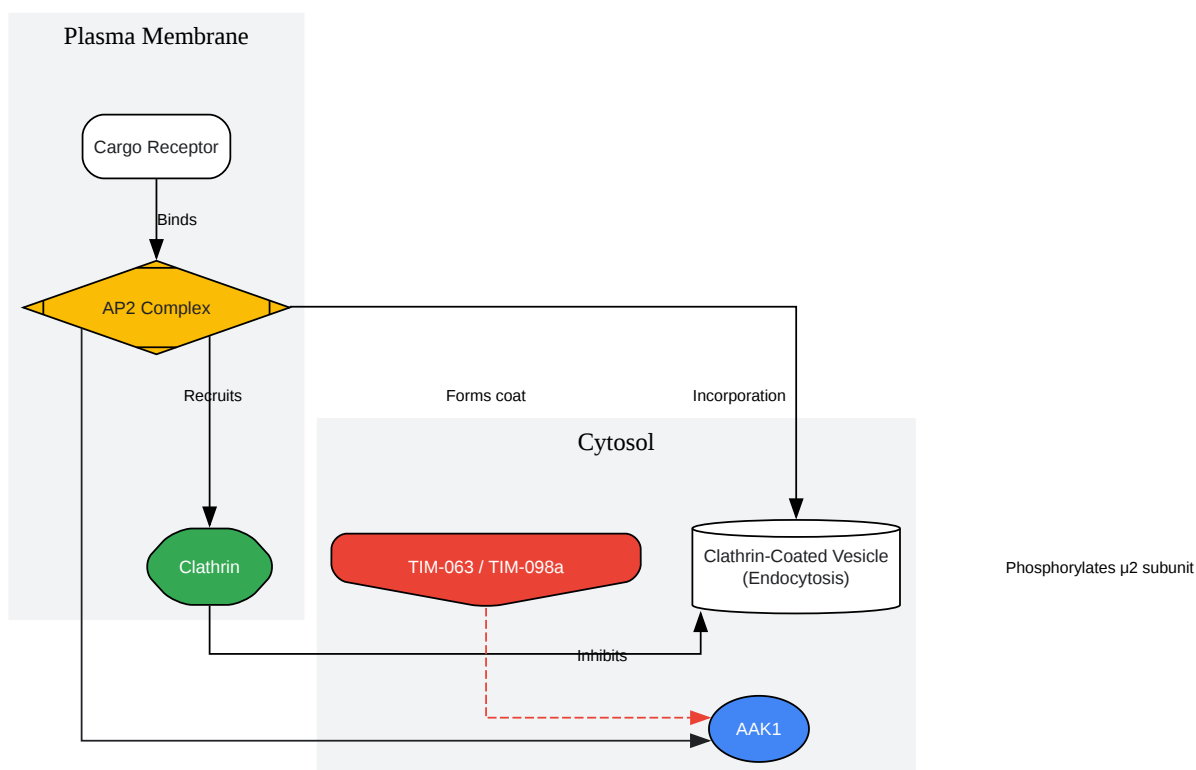 Plasma Membrane
Cargo Receptor
Binds
AP2 Complex
Recruits
Forms coat
Incorporation
Cytosol
Clathrin
TIM-063 / TIM-098a
Clathrin-Coated Vesicle
(Endocytosis)
Phosphorylates μ2 subunit
Inhibits
AAK1